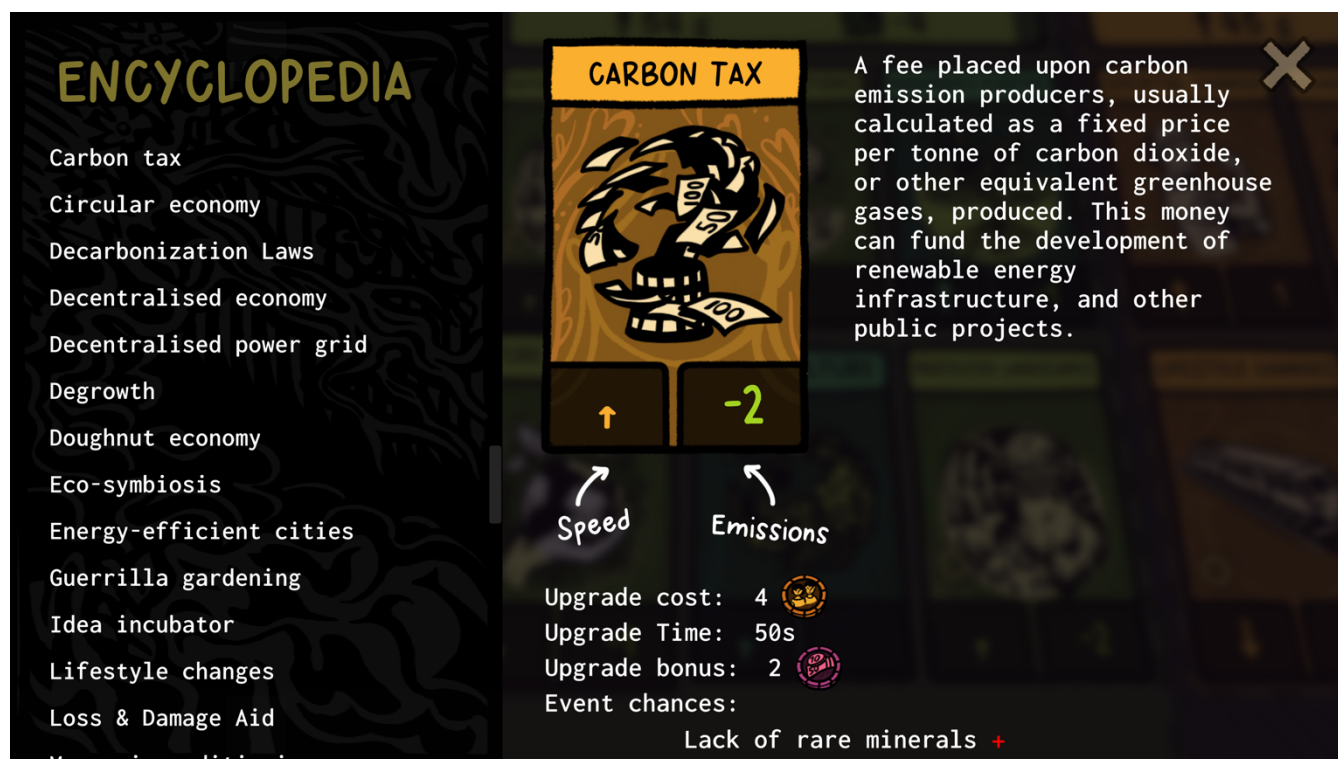 ENCYCLOPEDIA
Carbon tax
Circular economy
Decarbonization Laws
Decentralised economy
Decentralised power grid
Degrowth
Doughnut economy
Eco-symbiosis
Energy-efficient cities
Guerrilla gardening
Idea incubator
Lifestyle changes
Loss & Damage Aid
CARBON TAX
100
50
100
↑
-2
Speed
Emissions
A fee placed upon carbon
emission producers, usually
calculated as a fixed price
per tonne of carbon dioxide,
or other equivalent greenhouse
gases, produced. This money
can fund the development of
renewable energy
infrastructure, and other
public projects.
Upgrade cost: 4
Upgrade Time: 50s
Upgrade bonus: 2
Event chances:
Lack of rare minerals +